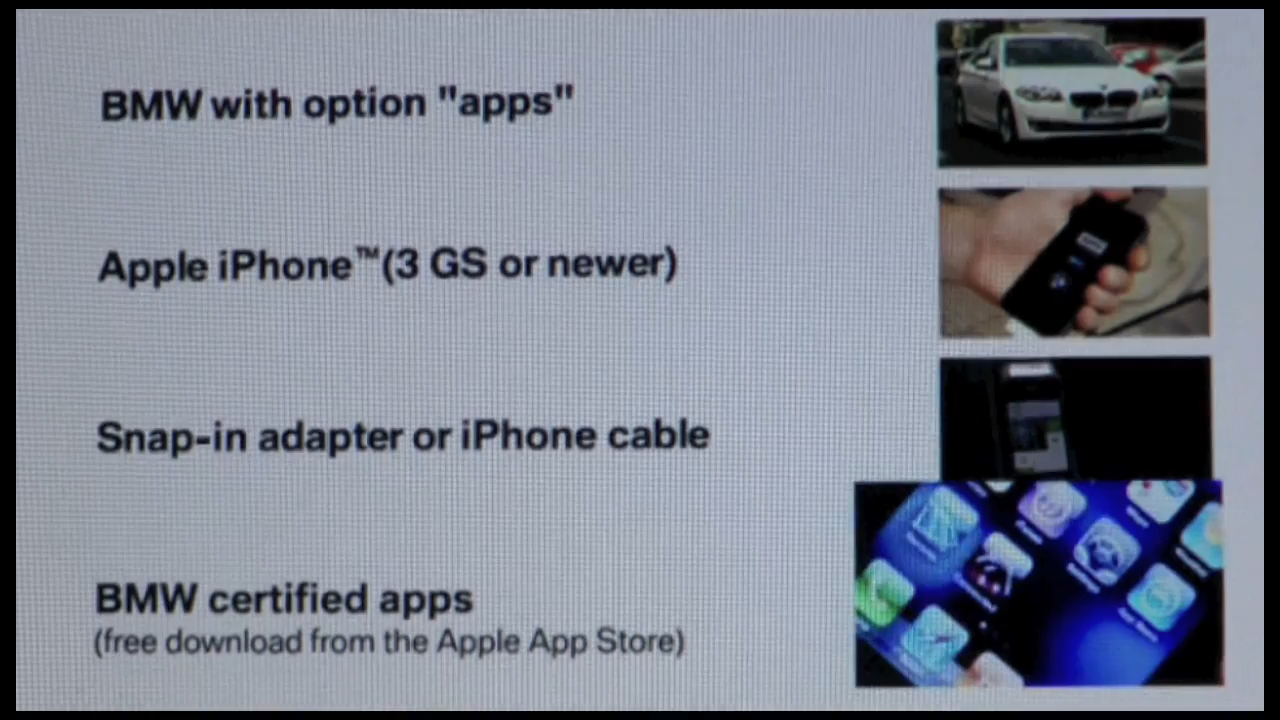 BMW with option "apps"
Apple iPhone™(3 GS or newer)
Snap-in adapter or iPhone cable
BMW certified apps
(free download from the Apple App Store)